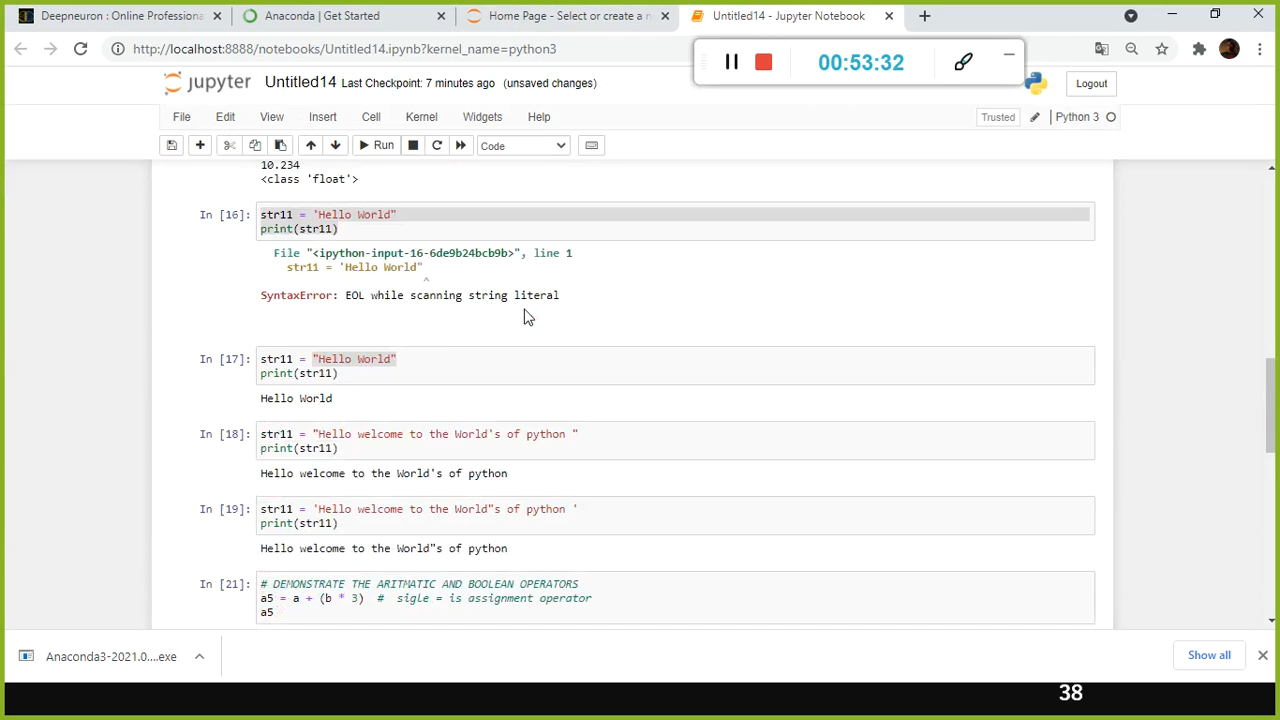 Deepneuron : Online Professiona
Anaconda | Get Started
Home Page - Select or create a n
Untitled14 - Jupyter Notebook
http://localhost:8888/notebooks/Untitled14.ipynb?kernel_name=python3
00:53:32
jupyter Untitled14 Last Checkpoint: 7 minutes ago (unsaved changes)
Logout
File Edit View Insert Cell Kernel Widgets Help
Trusted Python 3
Run Code
10.234
<class 'float'>
In [16]: str11 = 'Hello World"
print(str11)
File "<ipython-input-16-6de9b24bcb9b>", line 1
str11 = 'Hello World"
^
SyntaxError: EOL while scanning string literal
In [17]: str11 = "Hello World"
print(str11)
Hello World
In [18]: str11 = "Hello welcome to the World's of python "
print(str11)
Hello welcome to the World's of python
In [19]: str11 = 'Hello welcome to the World"s of python '
print(str11)
Hello welcome to the World"s of python
In [21]: # DEMONSTRATE THE ARITMATIC AND BOOLEAN OPERATORS
a5 = a + (b * 3) # sigle = is assignment operator
a5
Anaconda3-2021.0....exe
Show all
38